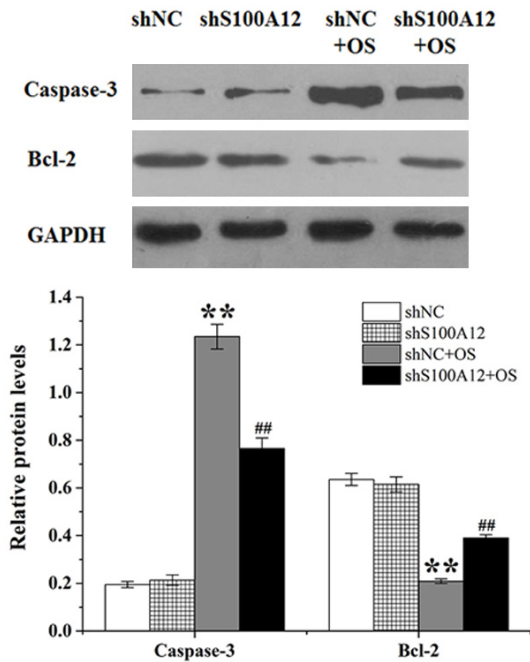 shNC shS100A12 shNC shS100A12
+OS +OS
Caspase-3
Bcl-2
GAPDH
1.4
1.2
1.0
0.8
0.6
0.4
0.2
0.0
Relative protein levels
**
##
**
##
shNC
shS100A12
shNC+OS
shS100A12+OS
Caspase-3 Bcl-2